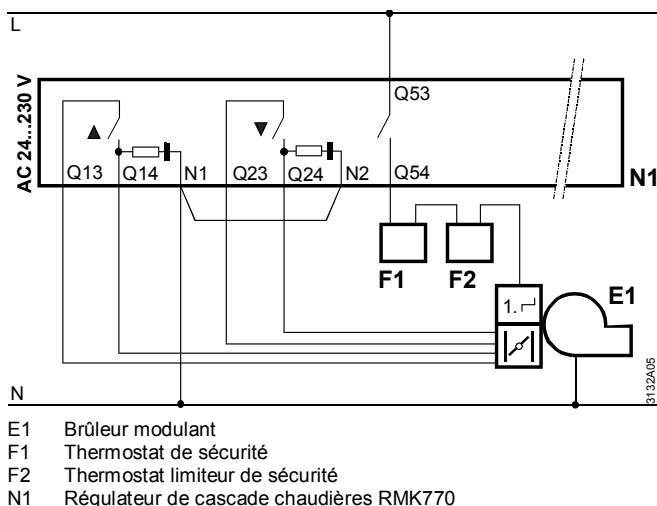 L
AC 24...230 V
Q53
▲
▼
Q13 Q14 N1 Q23 Q24 N2 Q54
N1
F1 F2
E1
1.
N
3132A05
E1 Brûleur modulant
F1 Thermostat de sécurité
F2 Thermostat limiteur de sécurité
N1 Régulateur de cascade chaudières RMK770